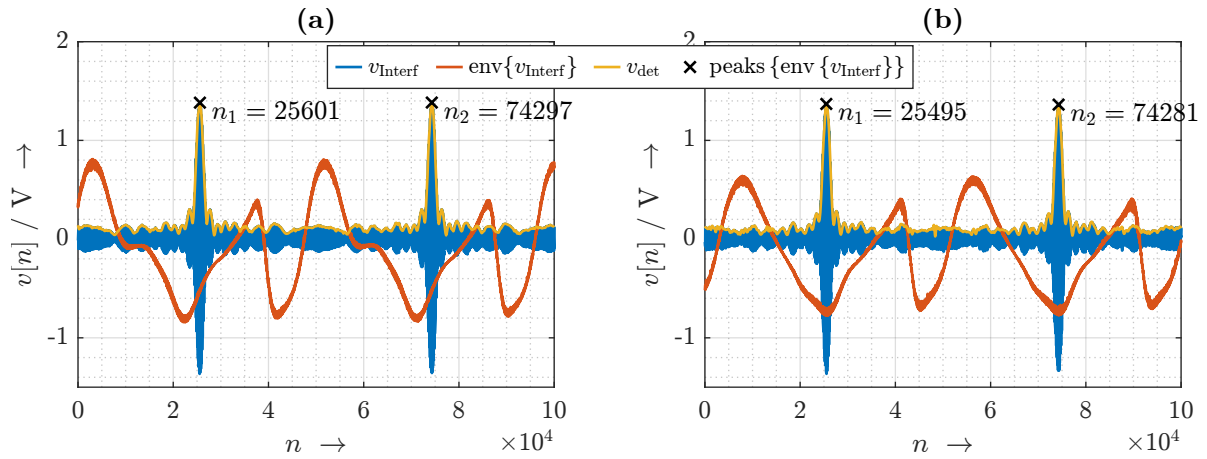 (a)
(b)
v_Interf env{v_Interf} v_det × peaks {env {v_Interf}}
2
1
0
-1
v[n] / V →
n₁ = 25601
n₂ = 74297
0 2 4 6 8 10
n →
×10⁴
2
1
0
-1
v[n] / V →
n₁ = 25495
n₂ = 74281
0 2 4 6 8 10
n →
×10⁴